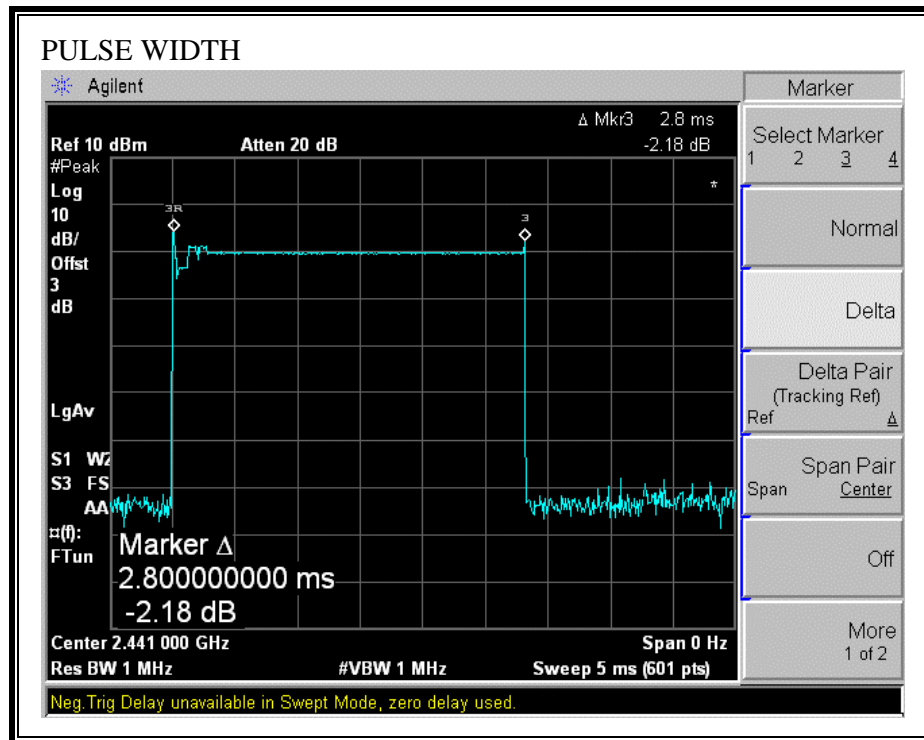 PULSE WIDTH
Agilent
Marker
Δ Mkr3 2.8 ms
Ref 10 dBm Atten 20 dB -2.18 dB
#Peak
Log
10
dB/
Offst
3
dB
LgAv
S1 W2
S3 FS
AA
¤(f):
FTun
3R
3
*
Marker Δ
2.800000000 ms
-2.18 dB
Center 2.441 000 GHz Span 0 Hz
Res BW 1 MHz #VBW 1 MHz Sweep 5 ms (601 pts)
Neg.Trig Delay unavailable in Swept Mode, zero delay used.
Select Marker
1 2 3 4
Normal
Delta
Delta Pair
(Tracking Ref)
Ref Δ
Span Pair
Span Center
Off
More
1 of 2